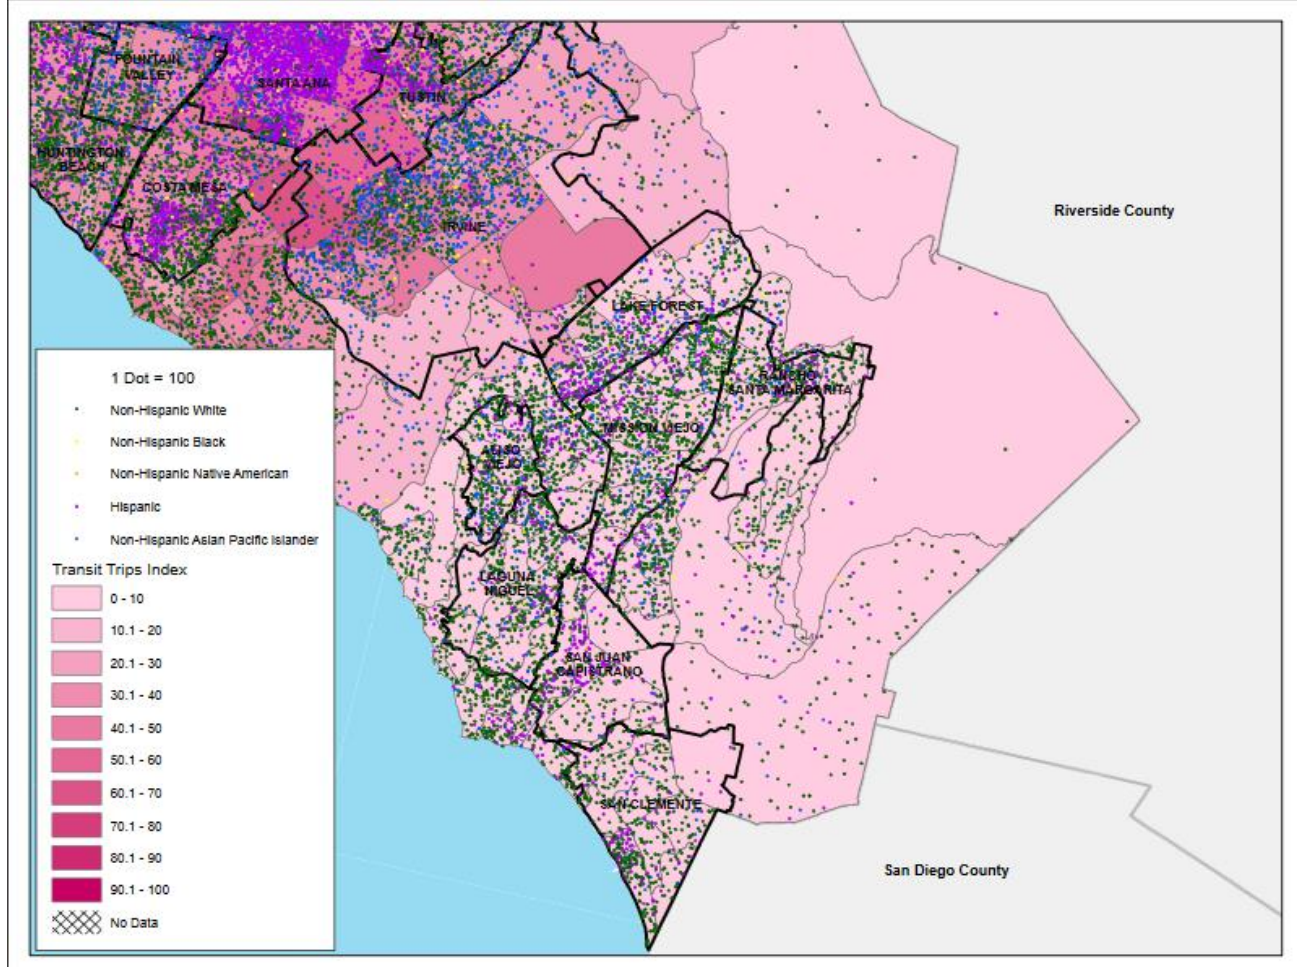 FOUNTAIN
VALLEY
SANTA ANA
TUSTIN
HUNTINGTON
BEACH
COSTA MESA
IRVINE
Riverside County
LAKE FOREST
RANCHO
SANTA MARGARITA
MISSION VIEJO
ALISO
VIEJO
LAGUNA
NIGUEL
SAN JUAN
CAPISTRANO
SAN CLEMENTE
San Diego County
1 Dot = 100
Non-Hispanic White
Non-Hispanic Black
Non-Hispanic Native American
Hispanic
Non-Hispanic Asian Pacific Islander
Transit Trips Index
0 - 10
10.1 - 20
20.1 - 30
30.1 - 40
40.1 - 50
50.1 - 60
60.1 - 70
70.1 - 80
80.1 - 90
90.1 - 100
No Data